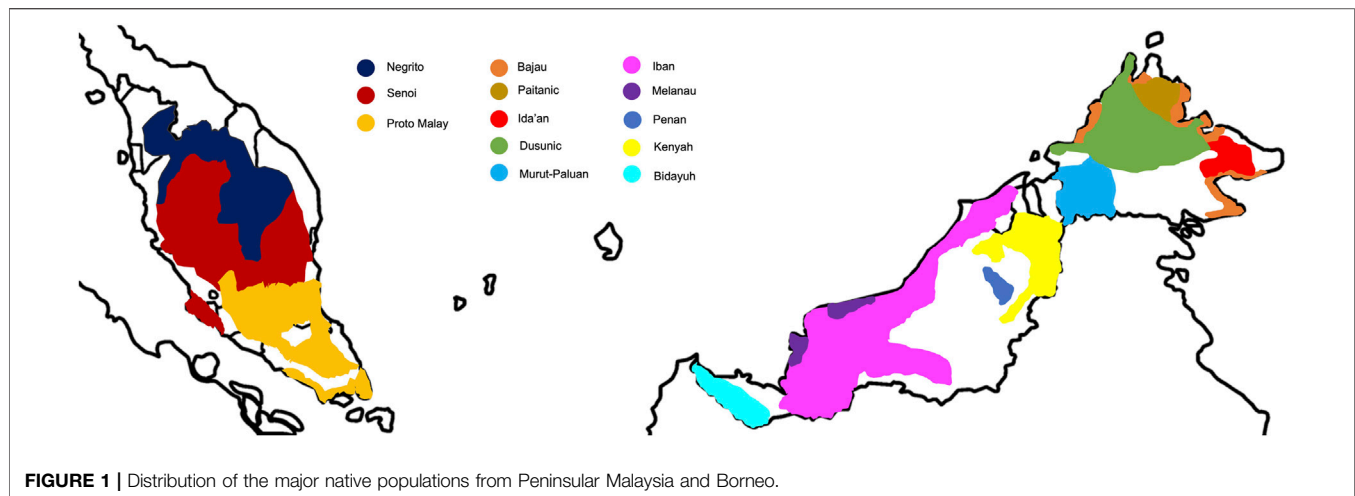 Negrito
Senoi
Proto Malay
Bajau
Paitanic
Ida'an
Dusunic
Murut-Paluan
Iban
Melanau
Penan
Kenyah
Bidayuh
FIGURE 1 | Distribution of the major native populations from Peninsular Malaysia and Borneo.